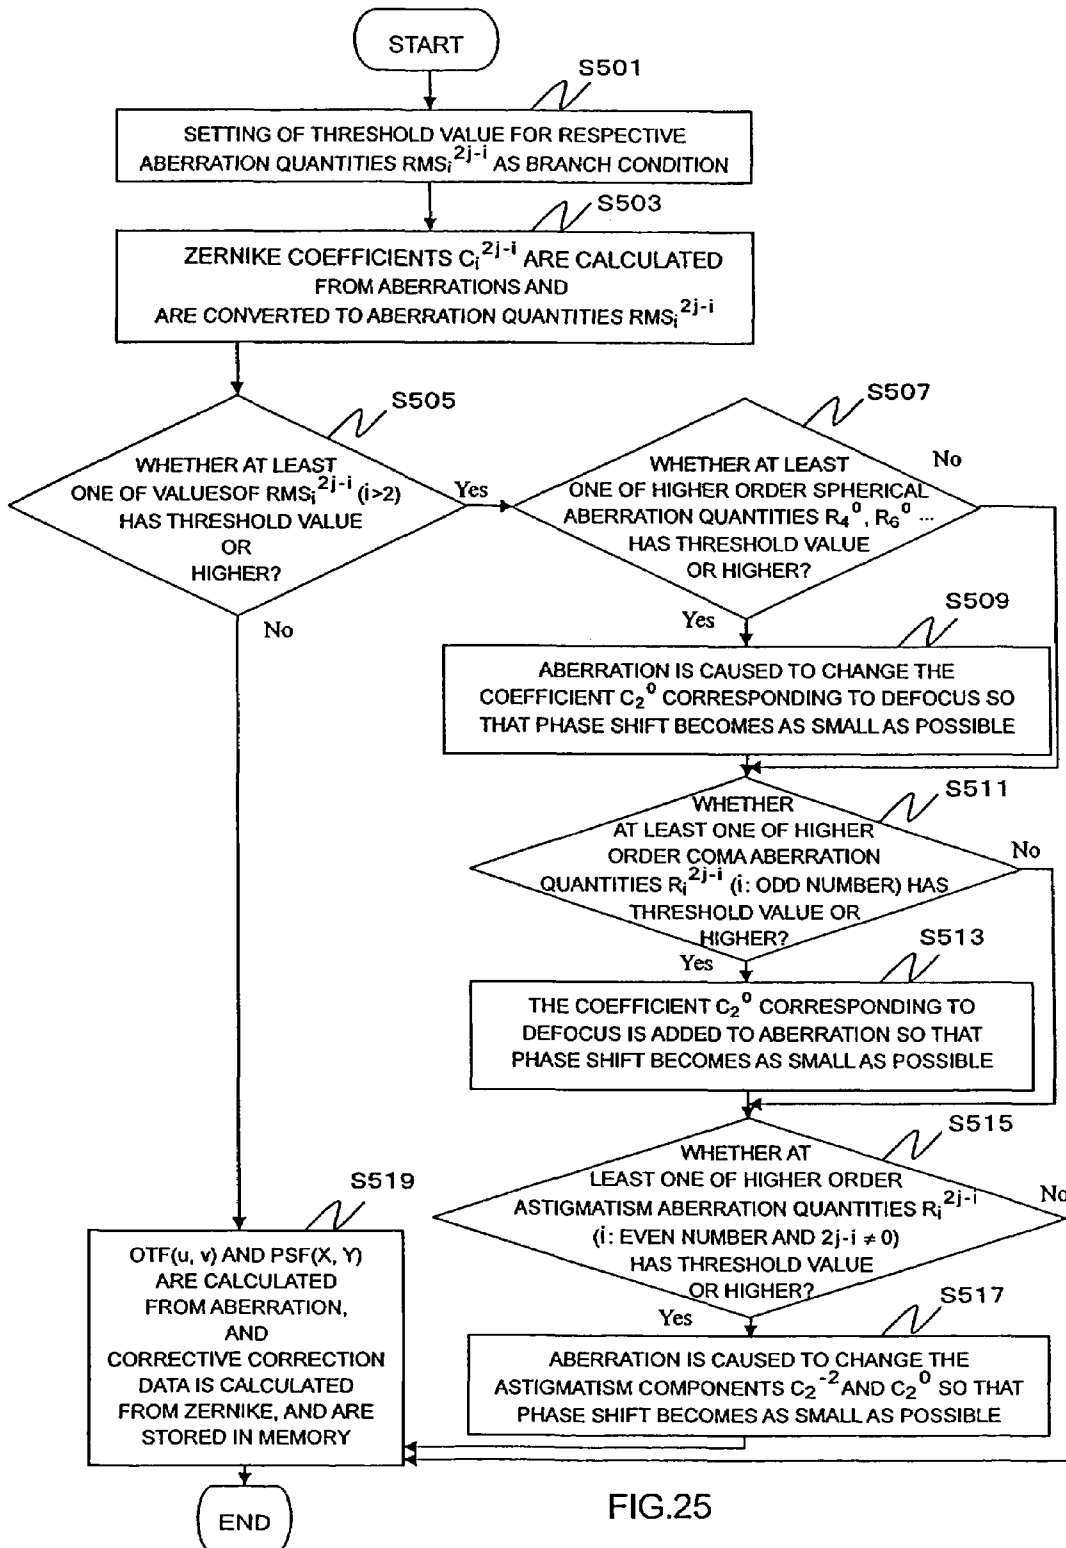 START
S501
SETTING OF THRESHOLD VALUE FOR RESPECTIVE
ABERRATION QUANTITIES RMSᵢ²ʲ⁻ⁱ AS BRANCH CONDITION
S503
ZERNIKE COEFFICIENTS Cᵢ²ʲ⁻ⁱ ARE CALCULATED
FROM ABERRATIONS AND
ARE CONVERTED TO ABERRATION QUANTITIES RMSᵢ²ʲ⁻ⁱ
S505
WHETHER AT LEAST
ONE OF VALUESOF RMSᵢ²ʲ⁻ⁱ (i>2)
HAS THRESHOLD VALUE
OR
HIGHER?
Yes
No
S507
WHETHER AT LEAST
ONE OF HIGHER ORDER SPHERICAL
ABERRATION QUANTITIES R₄⁰, R₆⁰ ...
HAS THRESHOLD VALUE
OR HIGHER?
No
Yes
S509
ABERRATION IS CAUSED TO CHANGE THE
COEFFICIENT C₂⁰ CORRESPONDING TO DEFOCUS SO
THAT PHASE SHIFT BECOMES AS SMALL AS POSSIBLE
S511
WHETHER
AT LEAST ONE OF HIGHER
ORDER COMA ABERRATION
QUANTITIES Rᵢ²ʲ⁻ⁱ (i: ODD NUMBER) HAS
THRESHOLD VALUE OR
HIGHER?
No
Yes
S513
THE COEFFICIENT C₂⁰ CORRESPONDING TO
DEFOCUS IS ADDED TO ABERRATION SO THAT
PHASE SHIFT BECOMES AS SMALL AS POSSIBLE
S515
WHETHER AT
LEAST ONE OF HIGHER ORDER
ASTIGMATISM ABERRATION QUANTITIES Rᵢ²ʲ⁻ⁱ
(i: EVEN NUMBER AND 2j-i ≠ 0)
HAS THRESHOLD VALUE
OR HIGHER?
No
Yes
S517
ABERRATION IS CAUSED TO CHANGE THE
ASTIGMATISM COMPONENTS C₂⁻² AND C₂⁰ SO THAT
PHASE SHIFT BECOMES AS SMALL AS POSSIBLE
S519
OTF(u, v) AND PSF(X, Y)
ARE CALCULATED
FROM ABERRATION,
AND
CORRECTIVE CORRECTION
DATA IS CALCULATED
FROM ZERNIKE, AND ARE
STORED IN MEMORY
END
FIG.25